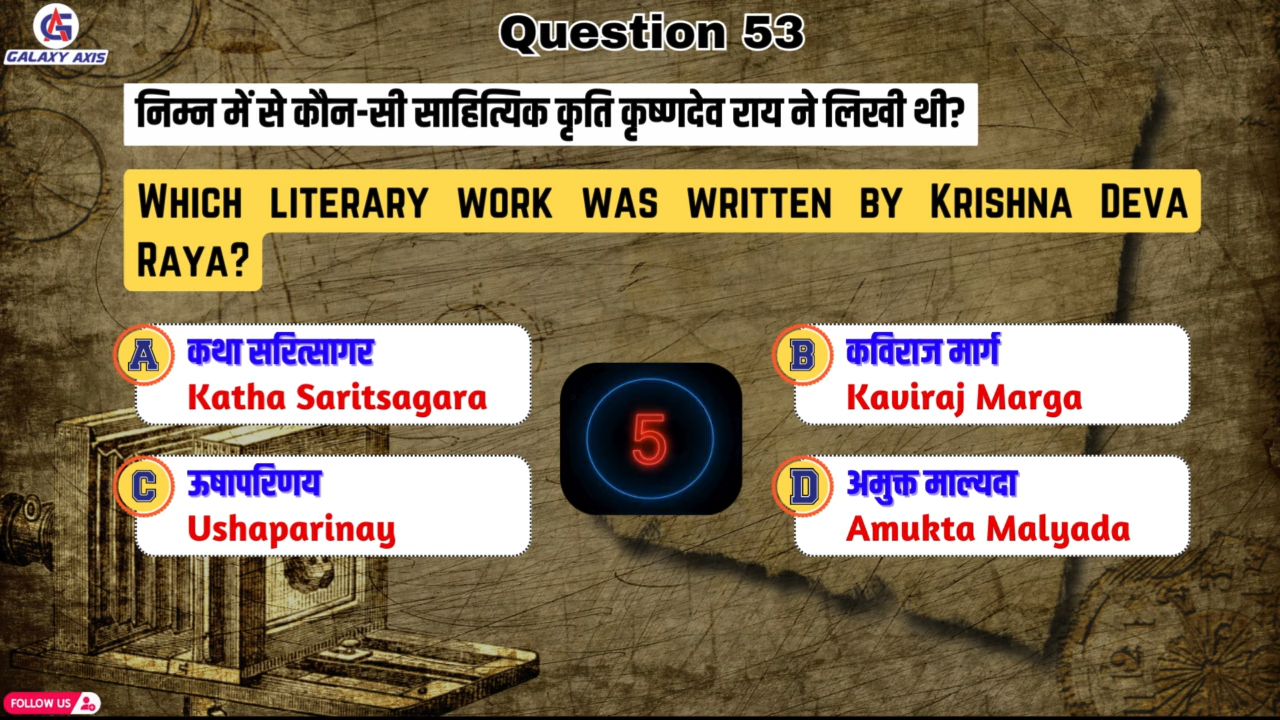 GALAXY AXIS
Question 53
निम्न में से कौन-सी साहित्यिक कृति कृष्णदेव राय ने लिखी थी?
Which literary work was written by Krishna Deva
Raya?
A कथा सरित्सागर
Katha Saritsagara
B कविराज मार्ग
Kaviraj Marga
5
C ऊषापरिणय
Ushaparinay
D अमुक्त माल्यदा
Amukta Malyada
FOLLOW US